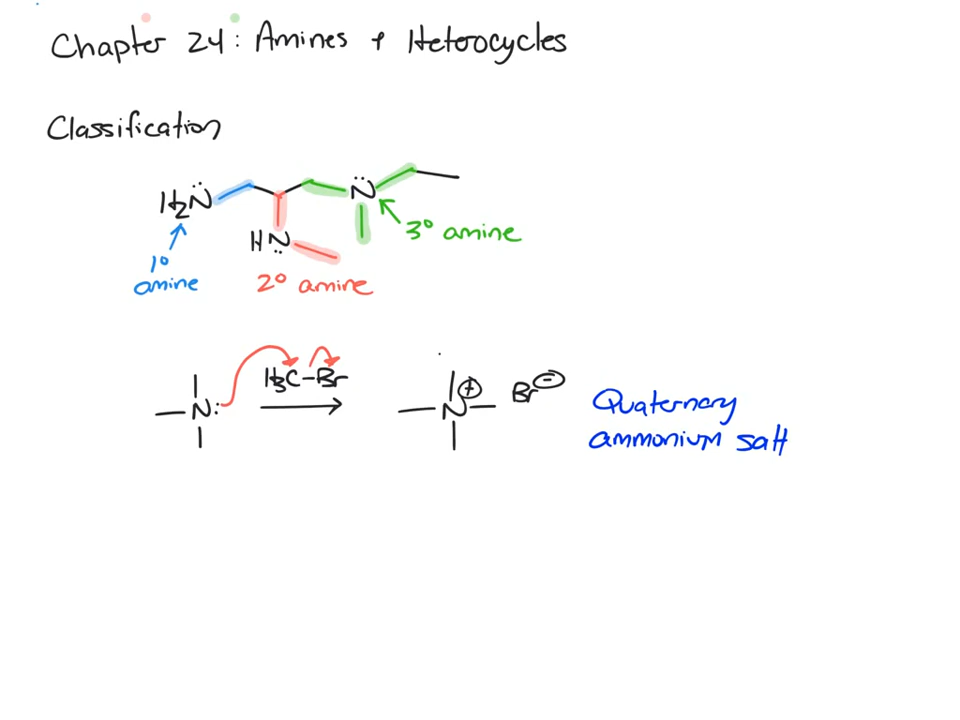 Chapter 24: Amines + Heterocycles
Classification
H₂N̈
N̈
HN̤
3° amine
1°
amine
2° amine
N:
H₃C-Br
N⊕
Br⊖
Quaternary
ammonium salt